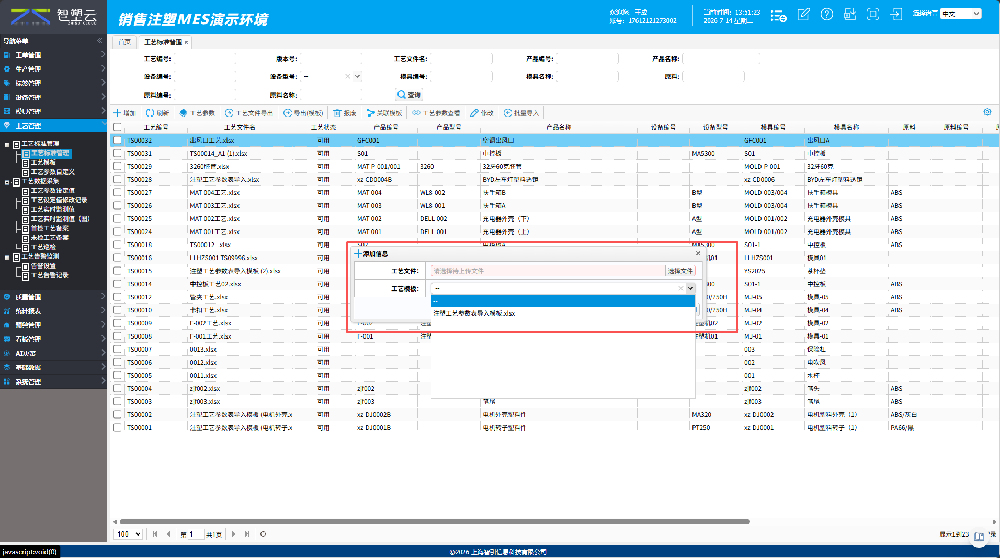 智塑云
ZHISU CLOUD
销售注塑MES演示环境
欢迎您，王成
账号：17612121273002
当前时间：13:51:23
2026-7-14 星期二
选择语言 中文
导航菜单
工单管理
生产管理
标签管理
设备管理
模具管理
工艺管理
工艺标准管理
工艺标准管理
工艺模板
工艺参数自定义
工艺数据采集
工艺参数设定值
工艺设定值修改记录
工艺实时监测值
工艺实时监测值（图）
首检工艺备案
末检工艺备案
工艺巡检
工艺告警监测
告警设置
工艺告警记录
质量管理
统计报表
预警管理
看板管理
AI决策
基础数据
系统管理
首页 工艺标准管理
工艺编号: 版本号: 工艺文件名: 产品编号: 产品名称:
设备编号: 设备型号: -- 模具编号: 模具名称: 原料:
原料编号: 原料名称: 查询
增加 刷新 工艺参数 工艺文件导出 导出(模板) 报废 关联模板 工艺参数查看 修改 批量导入
工艺编号 工艺文件名 工艺状态 产品编号 产品型号 产品名称 设备编号 设备型号 模具编号 模具名称 原料 原料编号
TS00032 出风口工艺.xlsx 可用 GFC001 空调出风口 GFC001 出风口A
TS00031 TS00014_A1 (1).xlsx 可用 S01 中控板 MA5300 S01 中控板
TS00029 3260胚管.xlsx 可用 MAT-P-001/001 3260 32牙60克胚管 MOLD-P-001 32牙60克
TS00028 注塑工艺参数表导入.xlsx 可用 xz-CD0004B BYD左车灯塑料透镜 xz-CD0006 BYD左车灯塑料透镜
TS00027 MAT-004工艺.xlsx 可用 MAT-004 WL8-002 扶手箱B B型 MOLD-003/004 扶手箱模具 ABS
TS00026 MAT-003工艺.xlsx 可用 MAT-003 WL8-001 扶手箱A B型 MOLD-003/004 扶手箱模具 ABS
TS00025 MAT-002工艺.xlsx 可用 MAT-002 DELL-002 充电器外壳（下） A型 MOLD-001/002 充电器外壳模具 ABS
TS00024 MAT-001工艺.xlsx 可用 MAT-001 DELL-001 充电器外壳（上） A型 MOLD-001/002 充电器外壳模具 ABS
TS00018 TS00012_.xlsx 可用 S02 中控板A MA5300 S01-1 中控板 ABS
TS00016 LLHZS001 TS09996.xlsx 可用 机01 LLHZS001 模具01
TS00015 注塑工艺参数表导入模板 (2).xlsx 可用 YS2025 茶杯垫
TS00014 中控板工艺02.xlsx 可用 300 S01-1 中控板 ABS
TS00012 管夹工艺.xlsx 可用 0/750H MJ-05 模具-05 ABS
TS00010 卡扣工艺.xlsx 可用 0/750H MJ-04 模具-04 ABS
TS00009 F-002工艺.xlsx 可用 F-002 注塑 注塑机02 MJ-02 模具-02
TS00008 F-001工艺.xlsx 可用 F-001 注塑 注塑机01 MJ-01 模具-01
TS00007 0013.xlsx 可用 003 保险杠
TS00006 0012.xlsx 可用 002 电吹风
TS00005 0011.xlsx 可用 001 水杯
TS00004 zjf002.xlsx 可用 zjf002 zjf002 笔头 ABS
TS00003 zjf003.xlsx 可用 zjf003 笔尾 zjf003 笔尾 ABS
TS00002 注塑工艺参数表导入模板 (电机外壳.x 可用 xz-DJ0002B 电机外壳塑料件 MA320 xz-DJ0002 电机塑料外壳（1） ABS/灰白
TS00001 注塑工艺参数表导入模板 (电机转子.x 可用 xz-DJ0001B 电机转子塑料件 PT250 xz-DJ0001 电机塑料转子（1） PA66/黑
添加信息
工艺文件: 请选择待上传文件... 选择文件
工艺模板: --
--
注塑工艺参数表导入模板.xlsx
100 第 1 共1页
显示1到23 录
javascript:void(0)
©2026 上海智引信息科技有限公司